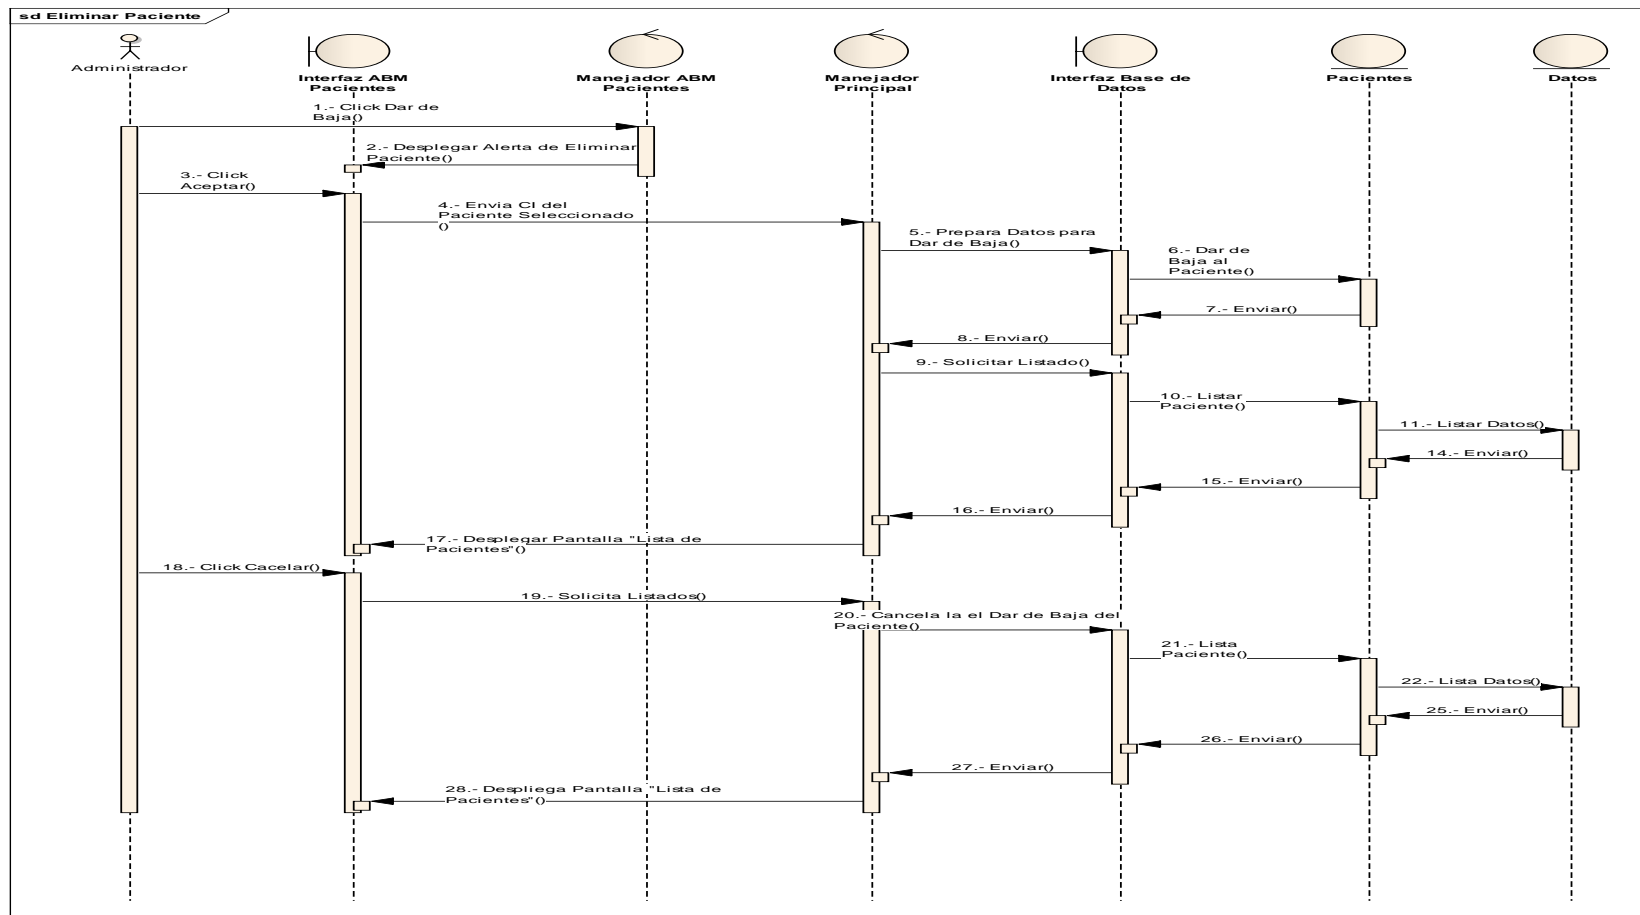 sd Eliminar Paciente
Administrador
Interfaz ABM
Pacientes
Manejador ABM
Pacientes
Manejador
Principal
Interfaz Base de
Datos
Pacientes
Datos
1.- Click Dar de
Baja()
2.- Desplegar Alerta de Eliminar
Paciente()
3.- Click
Aceptar()
4.- Envia CI del
Paciente Seleccionado
()
5.- Prepara Datos para
Dar de Baja()
6.- Dar de
Baja al
Paciente()
7.- Enviar()
8.- Enviar()
9.- Solicitar Listado()
10.- Listar
Paciente()
11.- Listar Datos()
14.- Enviar()
15.- Enviar()
16.- Enviar()
17.- Desplegar Pantalla "Lista de
Pacientes"()
18.- Click Cacelar()
19.- Solicita Listados()
20.- Cancela la el Dar de Baja del
Paciente()
21.- Lista
Paciente()
22.- Lista Datos()
25.- Enviar()
26.- Enviar()
27.- Enviar()
28.- Despliega Pantalla "Lista de
Pacientes"()